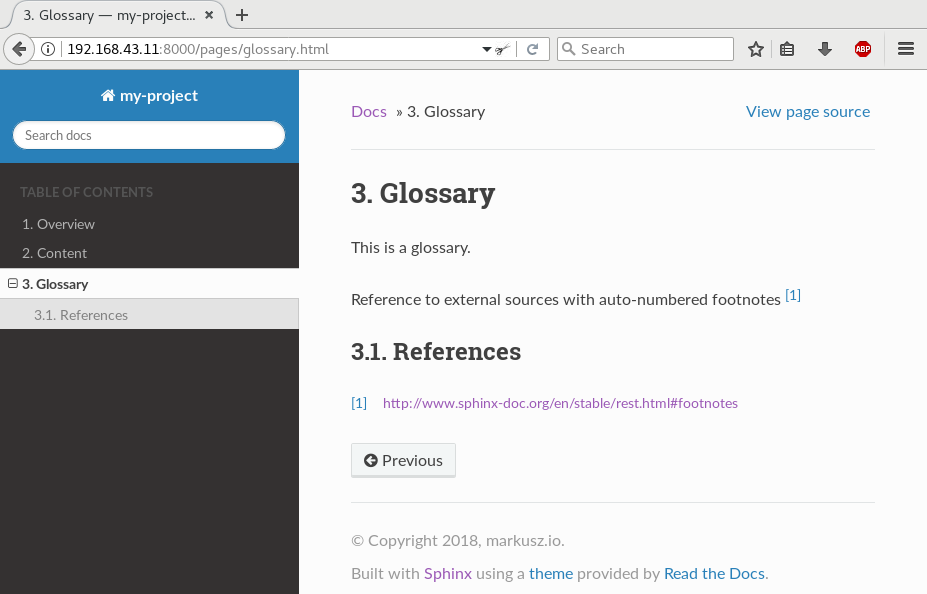 3. Glossary — my-project...
192.168.43.11:8000/pages/glossary.html
Search
ABP
my-project
Search docs
TABLE OF CONTENTS
1. Overview
2. Content
3. Glossary
3.1. References
Docs » 3. Glossary
View page source
3. Glossary
This is a glossary.
Reference to external sources with auto-numbered footnotes [1]
3.1. References
[1] http://www.sphinx-doc.org/en/stable/rest.html#footnotes
Previous
© Copyright 2018, markusz.io.
Built with Sphinx using a theme provided by Read the Docs.